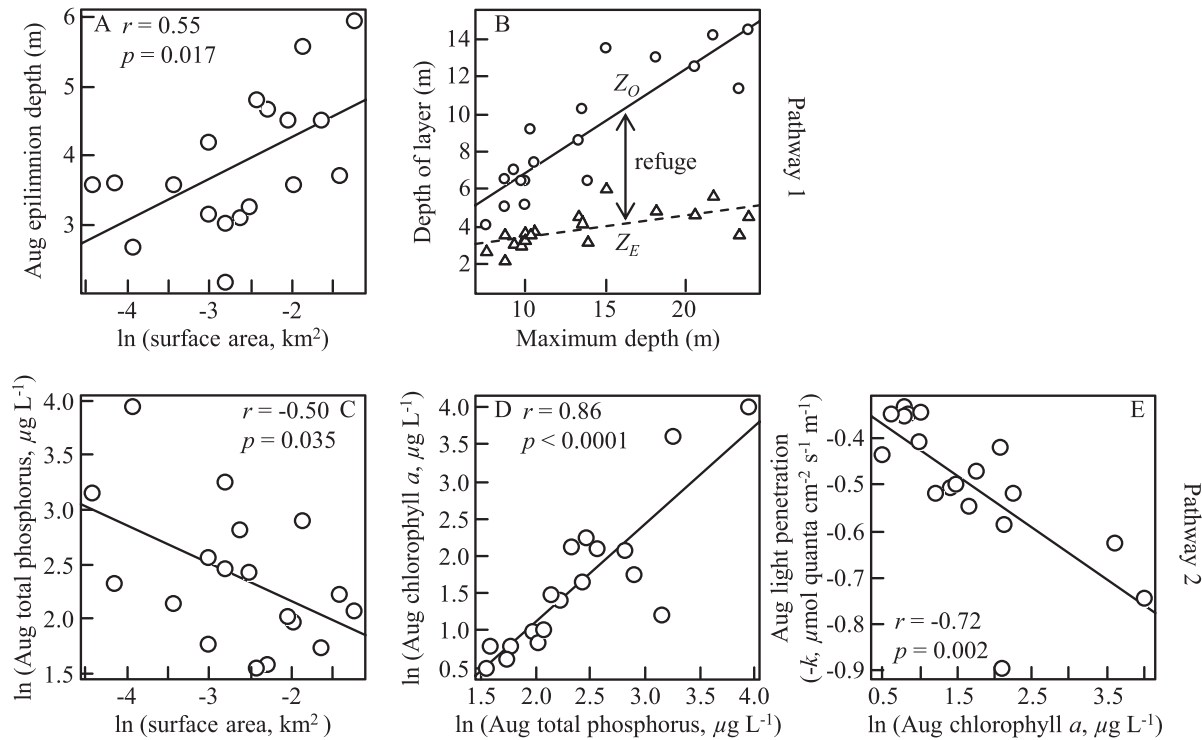 A
r = 0.55
p = 0.017
Aug epilimnion depth (m)
6
5
4
3
-4
-3
-2
ln (surface area, km²)
B
Depth of layer (m)
14
12
10
8
6
4
2
Z_O
refuge
Z_E
10
15
20
Maximum depth (m)
Pathway 1
r = -0.50 C
p = 0.035
ln (Aug total phosphorus, µg L⁻¹)
4.0
3.5
3.0
2.5
2.0
1.5
-4
-3
-2
ln (surface area, km²)
D r = 0.86
p < 0.0001
ln (Aug chlorophyll a, µg L⁻¹)
4.0
3.5
3.0
2.5
2.0
1.5
1.0
0.5
1.5
2.0
2.5
3.0
3.5
4.0
ln (Aug total phosphorus, µg L⁻¹)
E
Aug light penetration
(-k, µmol quanta cm⁻² s⁻¹ m⁻¹)
-0.4
-0.5
-0.6
-0.7
-0.8
-0.9
r = -0.72
p = 0.002
0.5
1.5
2.5
3.5
ln (Aug chlorophyll a, µg L⁻¹)
Pathway 2